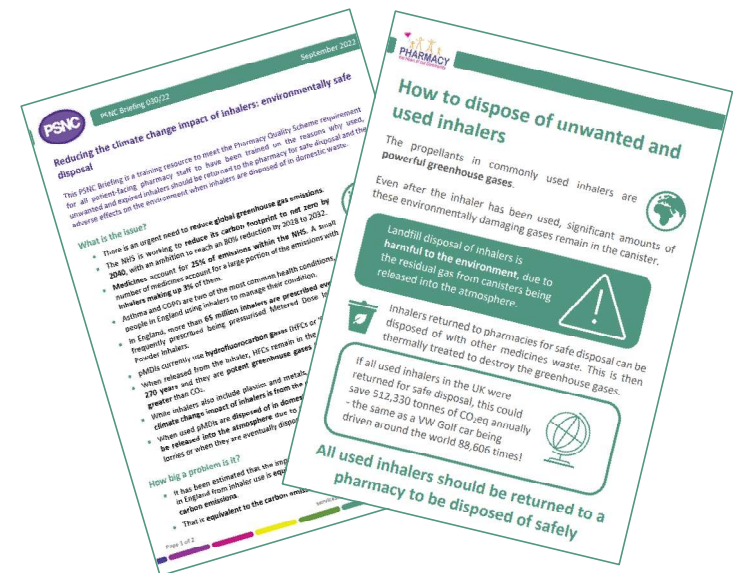 PSNC
PSNC Briefing 030/22
September 2022
Reducing the climate change impact of inhalers: environmentally safe
disposal
This PSNC Briefing is a training resource to meet the Pharmacy Quality Scheme requirement
for all patient-facing pharmacy staff to have been trained on the reasons why used,
unwanted and expired inhalers should be returned to the pharmacy for safe disposal and the
adverse effects on the environment when inhalers are disposed of in domestic waste.
What is the issue?
• There is an urgent need to reduce global greenhouse gas emissions.
• The NHS is working to reduce its carbon footprint to net zero by
2040, with an ambition to reach an 80% reduction by 2028 to 2032.
• Medicines account for 25% of emissions within the NHS. A small
number of medicines account for a large portion of the emissions with
inhalers making up 3% of them.
• Asthma and COPD are two of the most common health conditions,
people in England using inhalers to manage their condition.
• In England, more than 65 million inhalers are prescribed
frequently prescribed being pressurised Metered Dose
Powder Inhalers.
• pMDIs currently use hydrofluorocarbon gases (HFCs or
• When released from the inhaler, HFCs remain in the
270 years and they are potent greenhouse gases
greater than CO₂.
• While inhalers also include plastics and metals,
climate change impact of inhalers is from the
• When used pMDIs are disposed of in
be released into the atmosphere due to
lorries or when they are eventually
How big a problem is it?
• It has been estimated that the
in England from inhaler use is
carbon emissions.
• That is equivalent to the carbon
Page 1 of 2
PHARMACY
How to dispose of unwanted and
used inhalers
The propellants in commonly used inhalers are
powerful greenhouse gases.
Even after the inhaler has been used, significant amounts of
these environmentally damaging gases remain in the canister.
Landfill disposal of inhalers is
harmful to the environment, due to
the residual gas from canisters being
released into the atmosphere.
Inhalers returned to pharmacies for safe disposal can be
disposed of with other medicines waste. This is then
thermally treated to destroy the greenhouse gases.
If all used inhalers in the UK were
returned for safe disposal, this could
save 512,330 tonnes of CO₂eq annually
- the same as a VW Golf car being
driven around the world 88,606 times!
All used inhalers should be returned to a
pharmacy to be disposed of safely